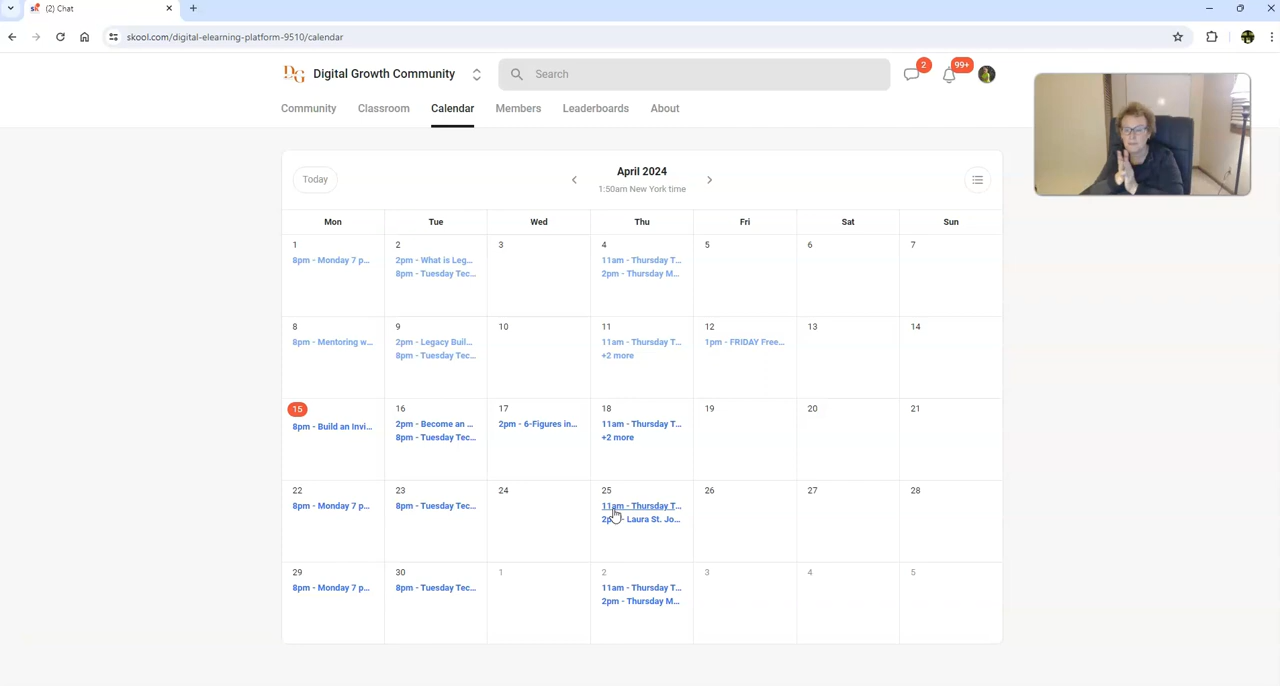 (2) Chat
skool.com/digital-elearning-platform-9510/calendar
DG Digital Growth Community
Search
2
99+
Community Classroom Calendar Members Leaderboards About
Today
April 2024
1:50am New York time
Mon Tue Wed Thu Fri Sat Sun
1 2 3 4 5 6 7
8pm - Monday 7 p... 2pm - What is Leg... 11am - Thursday T...
8pm - Tuesday Tec... 2pm - Thursday M...
8 9 10 11 12 13 14
8pm - Mentoring w... 2pm - Legacy Buil... 11am - Thursday T... 1pm - FRIDAY Free...
8pm - Tuesday Tec... +2 more
15 16 17 18 19 20 21
8pm - Build an Invi... 2pm - Become an ... 2pm - 6-Figures in... 11am - Thursday T...
8pm - Tuesday Tec... +2 more
22 23 24 25 26 27 28
8pm - Monday 7 p... 8pm - Tuesday Tec... 11am - Thursday T...
- Laura St. Jo...
29 30 1 2 3 4 5
8pm - Monday 7 p... 8pm - Tuesday Tec... 11am - Thursday T...
2pm - Thursday M...